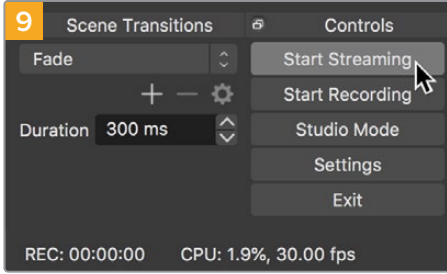 9
Scene Transitions
Controls
Fade
Start Streaming
Start Recording
Duration 300 ms
Studio Mode
Settings
Exit
REC: 00:00:00 CPU: 1.9%, 30.00 fps